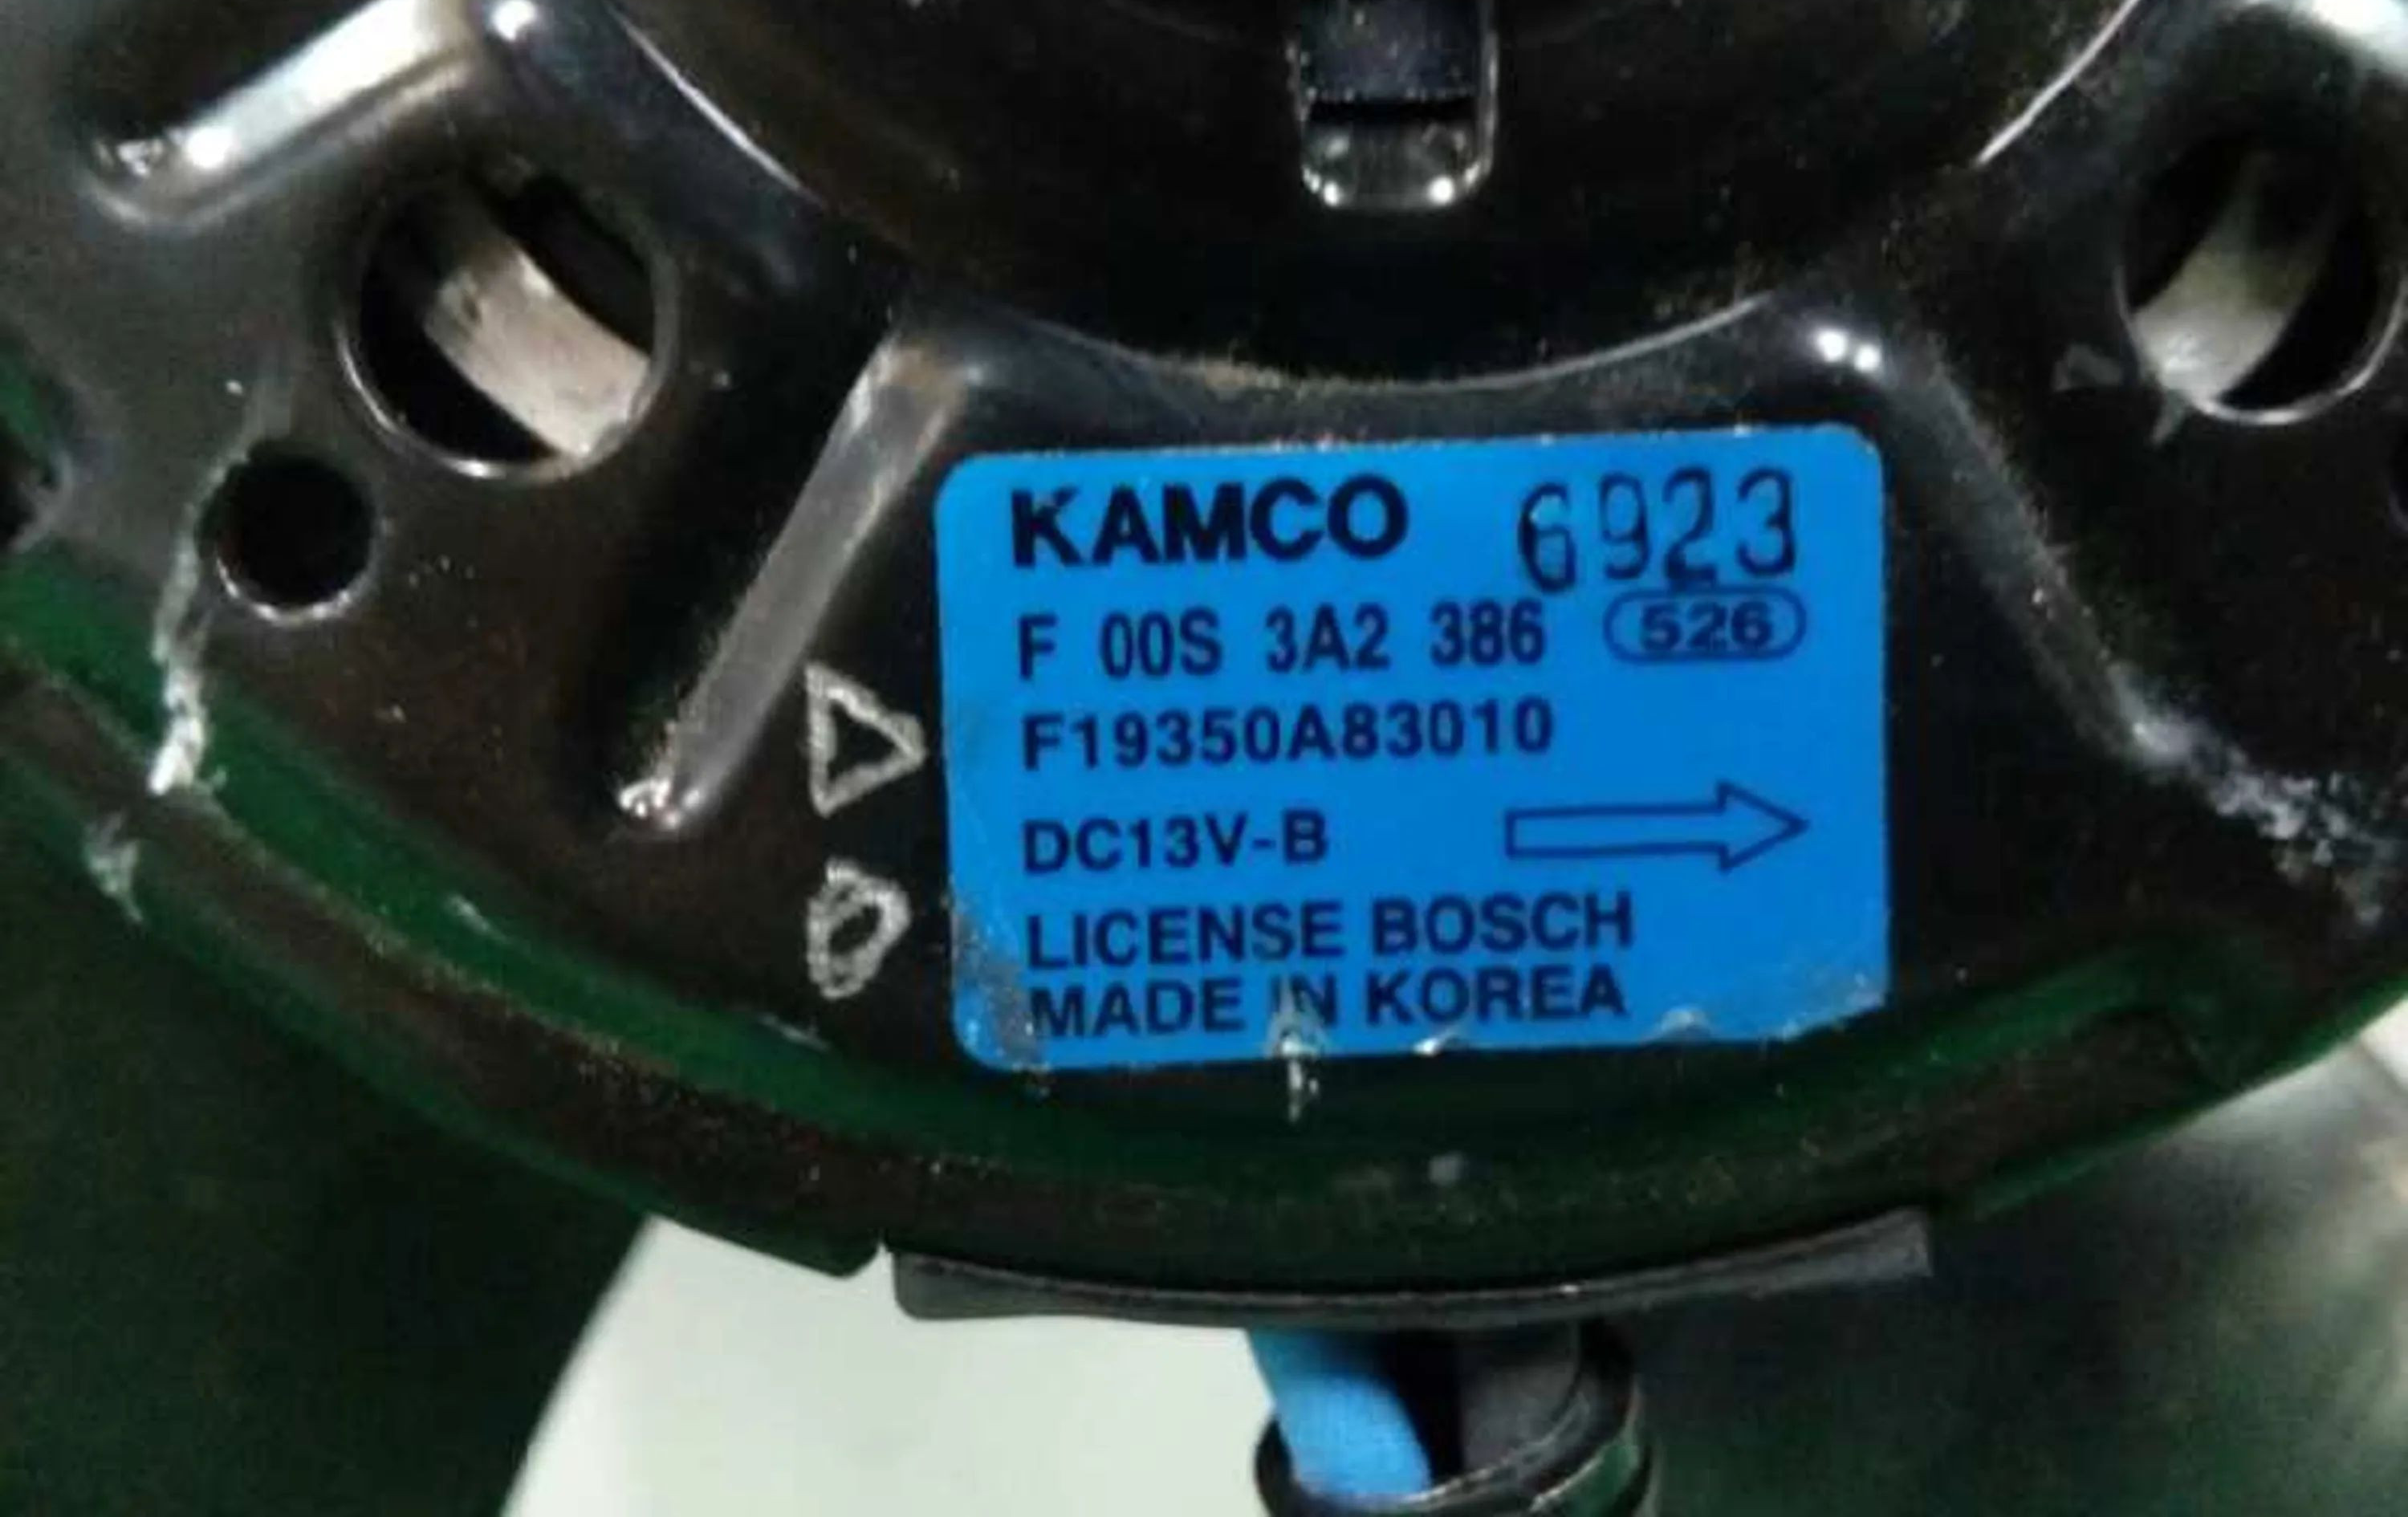 KAMCO 6923
F 00S 3A2 386 526
F19350A83010
DC13V-B
LICENSE BOSCH
MADE IN KOREA